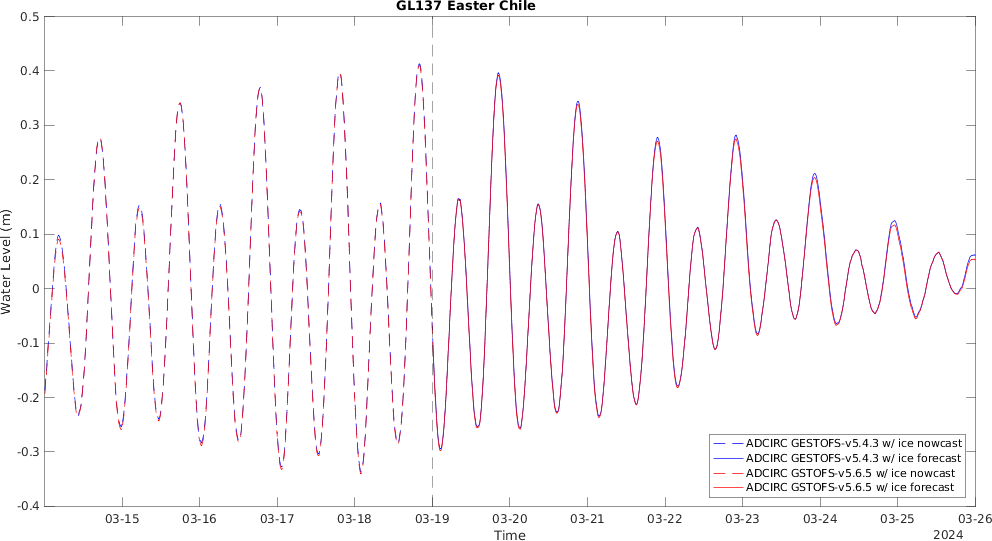 GL137 Easter Chile
Water Level (m)
0.5
0.4
0.3
0.2
0.1
0
-0.1
-0.2
-0.3
-0.4
ADCIRC GESTOFS-v5.4.3 w/ ice nowcast
ADCIRC GESTOFS-v5.4.3 w/ ice forecast
ADCIRC GSTOFS-v5.6.5 w/ ice nowcast
ADCIRC GSTOFS-v5.6.5 w/ ice forecast
03-15 03-16 03-17 03-18 03-19 03-20 03-21 03-22 03-23 03-24 03-25 03-26
Time
2024